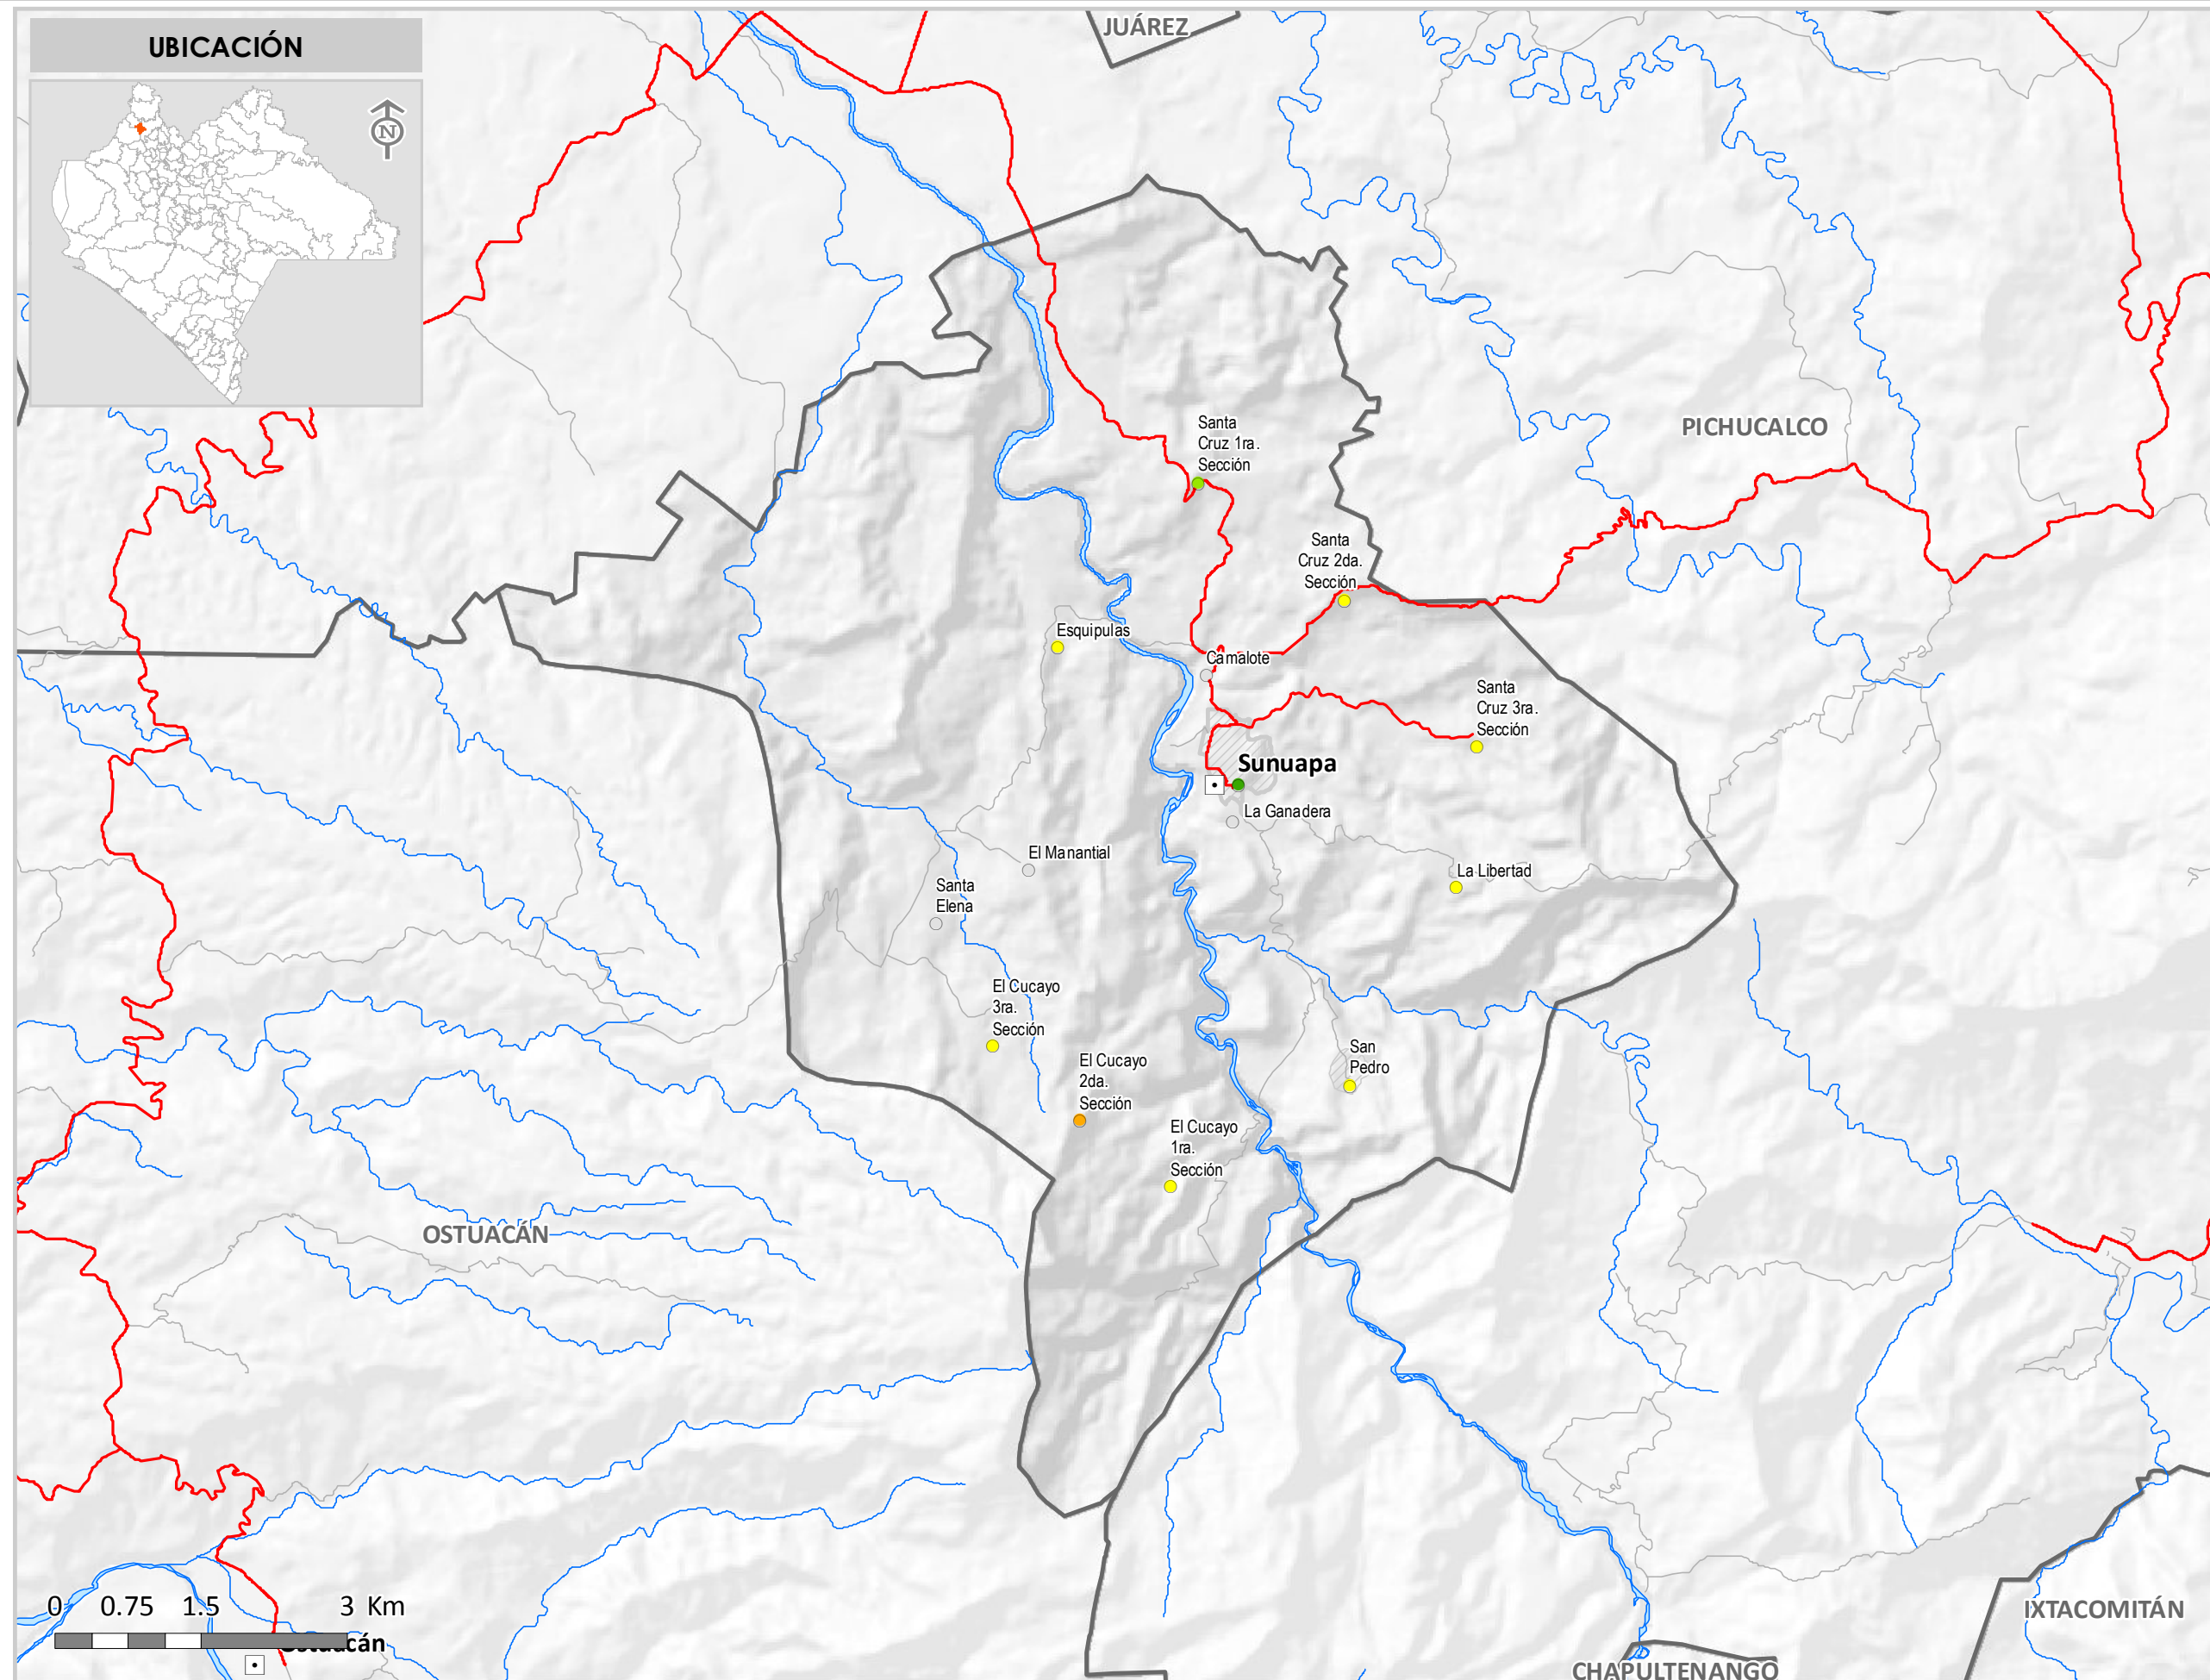 UBICACIÓN
N
JUÁREZ
PICHUCALCO
Santa
Cruz 1ra.
Sección
Santa
Cruz 2da.
Sección
Esquipulas
Camalote
Santa
Cruz 3ra.
Sección
Sunuapa
La Ganadera
El Manantial
La Libertad
Santa
Elena
El Cucayo
3ra.
Sección
San
Pedro
El Cucayo
2da.
Sección
El Cucayo
1ra.
Sección
OSTUACÁN
0 0.75 1.5 3 Km
Ostuacán
IXTACOMITÁN
CHAPULTENANGO